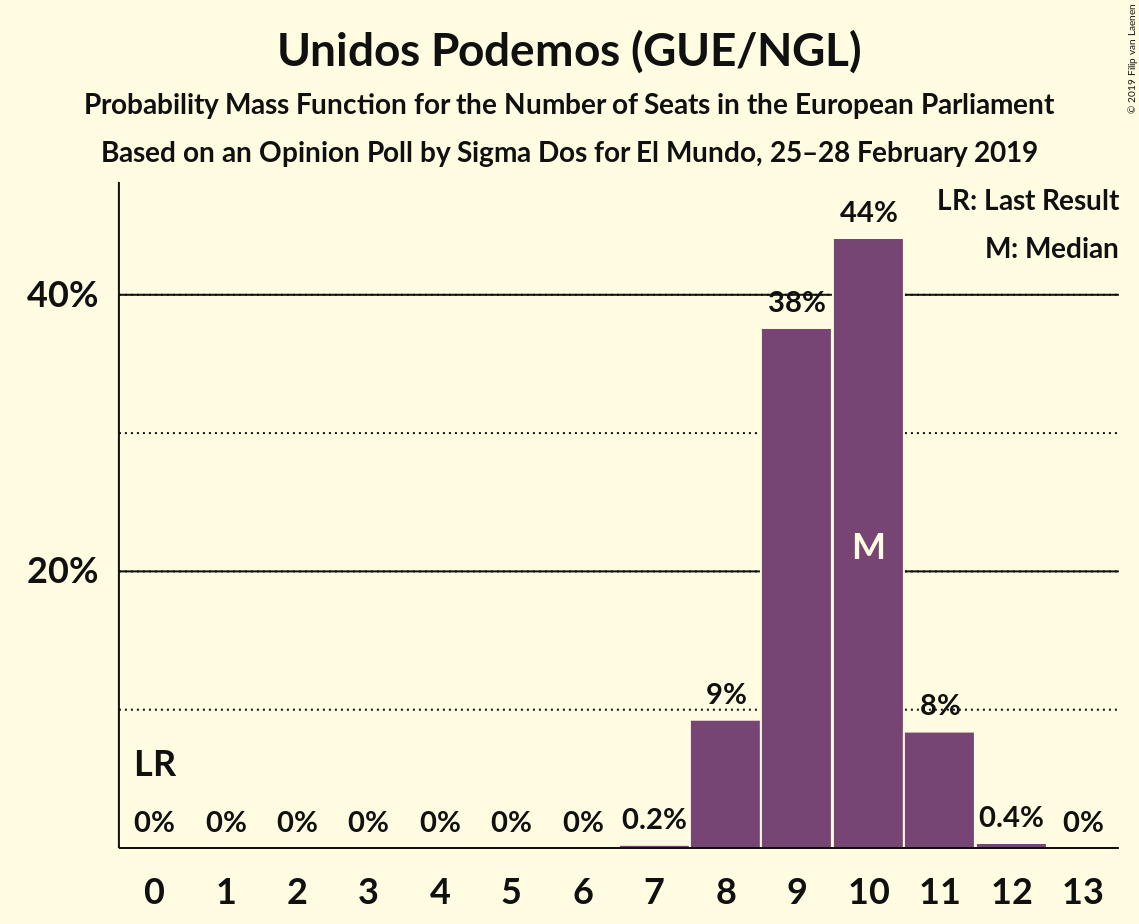 Unidos Podemos (GUE/NGL)
Probability Mass Function for the Number of Seats in the European Parliament
Based on an Opinion Poll by Sigma Dos for El Mundo, 25–28 February 2019
© 2019 Filip van Laenen
LR: Last Result
M: Median
44%
40%
38%
M
20%
9%
8%
LR
0% 0% 0% 0% 0% 0% 0% 0.2% 0.4% 0%
0 1 2 3 4 5 6 7 8 9 10 11 12 13